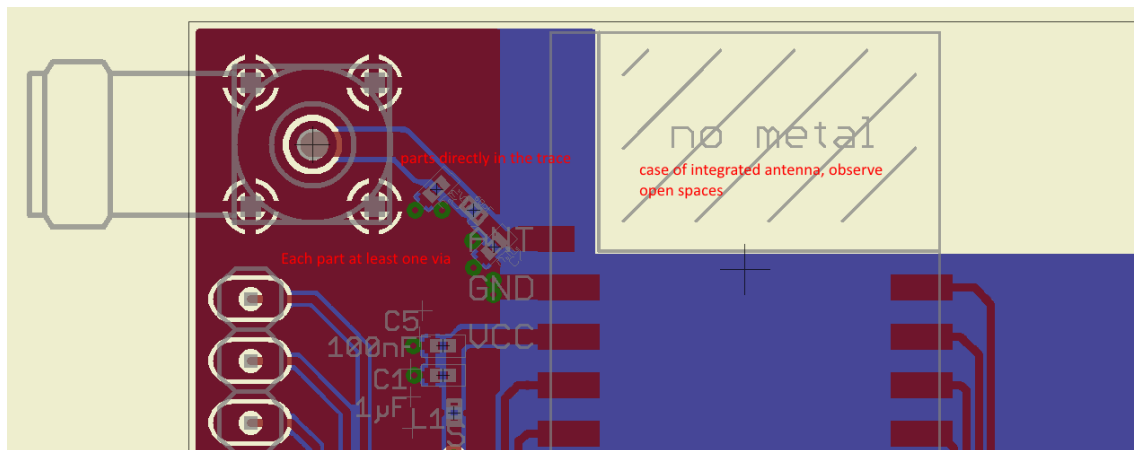 no metal
parts directly in the trace
case of integrated antenna, observe
open spaces
ANT
Each part at least one via
GND
C5
VCC
100nF
C1
1µF
L1